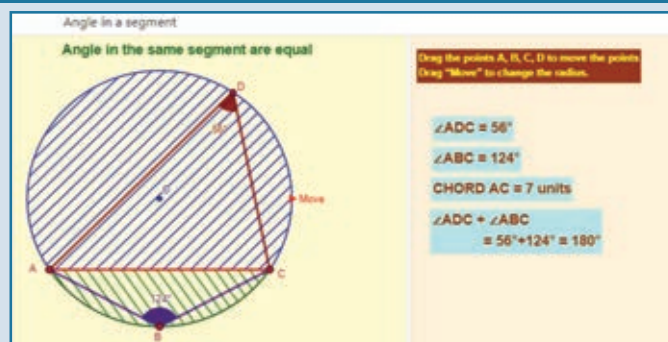 Angle in a segment
Angle in the same segment are equal
Drag the points A, B, C, D to move the points
Drag "Move" to change the radius.
D
56°
∠ADC = 56°
∠ABC = 124°
CHORD AC = 7 units
∠ADC + ∠ABC
= 56°+124° = 180°
Move
A
C
124°
B